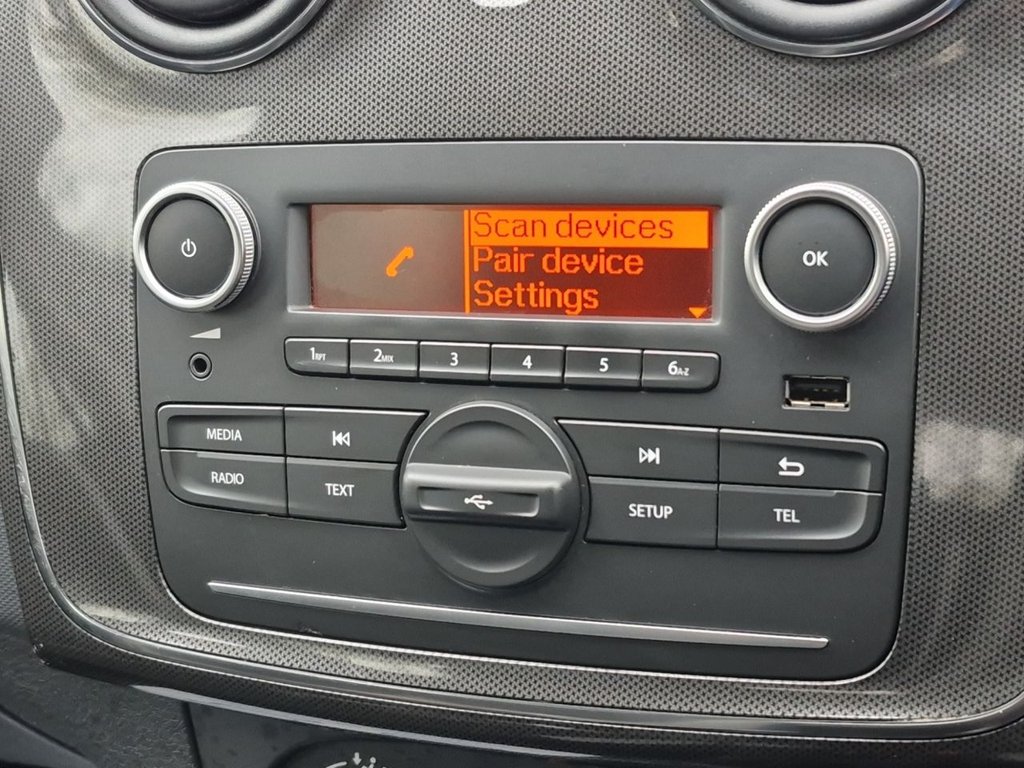 Scan devices
Pair device
Settings
OK
1RPT 2MIX 3 4 5 6A-Z
MEDIA
RADIO TEXT
SETUP TEL